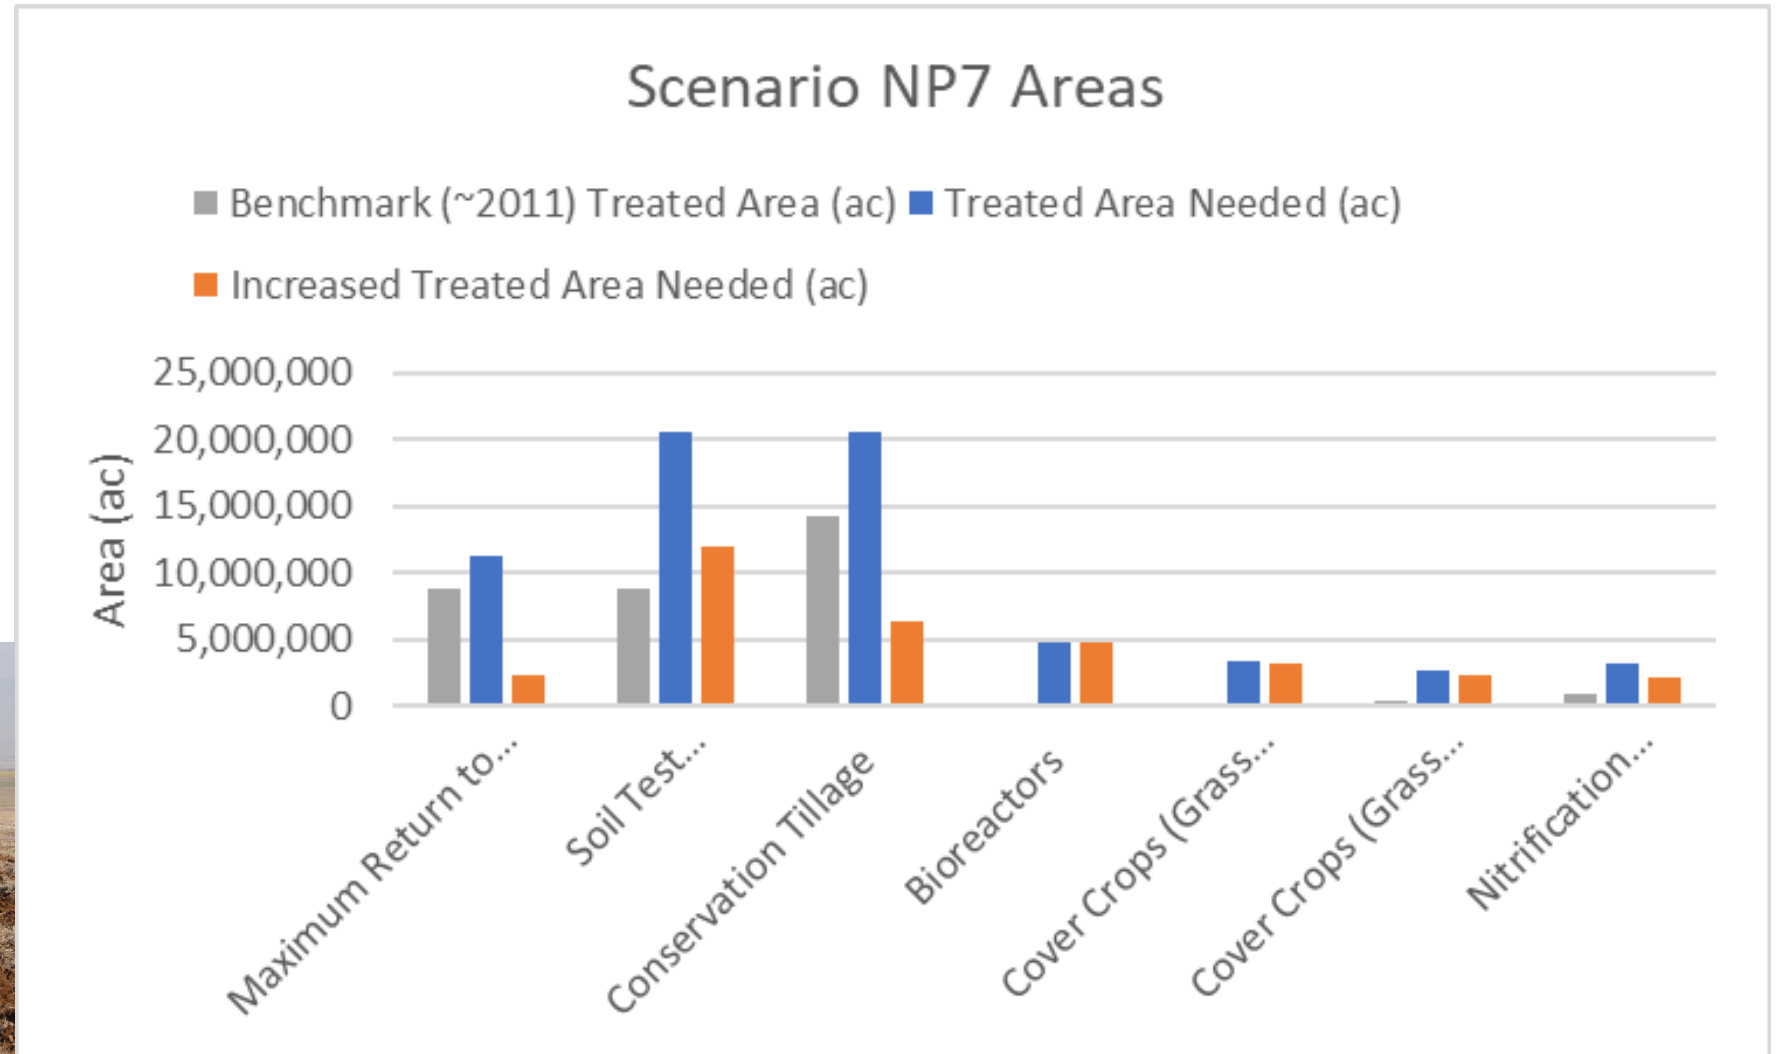 Scenario NP7 Areas
Benchmark (~2011) Treated Area (ac) Treated Area Needed (ac)
Increased Treated Area Needed (ac)
25,000,000
20,000,000
15,000,000
10,000,000
5,000,000
0
Area (ac)
Maximum Return to...
Soil Test...
Conservation Tillage
Bioreactors
Cover Crops (Grass...
Cover Crops (Grass...
Nitrification...